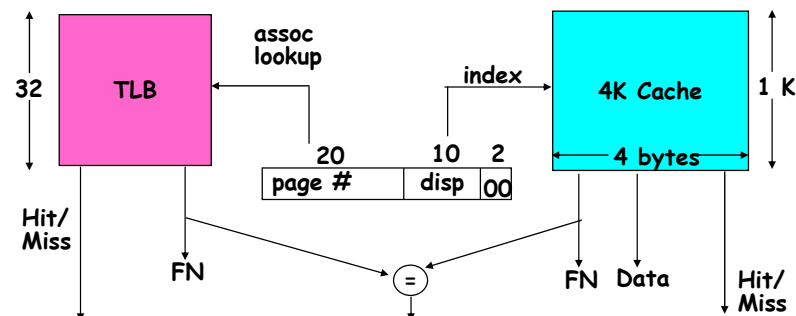 assoc
lookup
32
TLB
index
4K Cache
1 K
20
10
2
4 bytes
page #
disp
00
Hit/
Miss
FN
=
FN
Data
Hit/
Miss